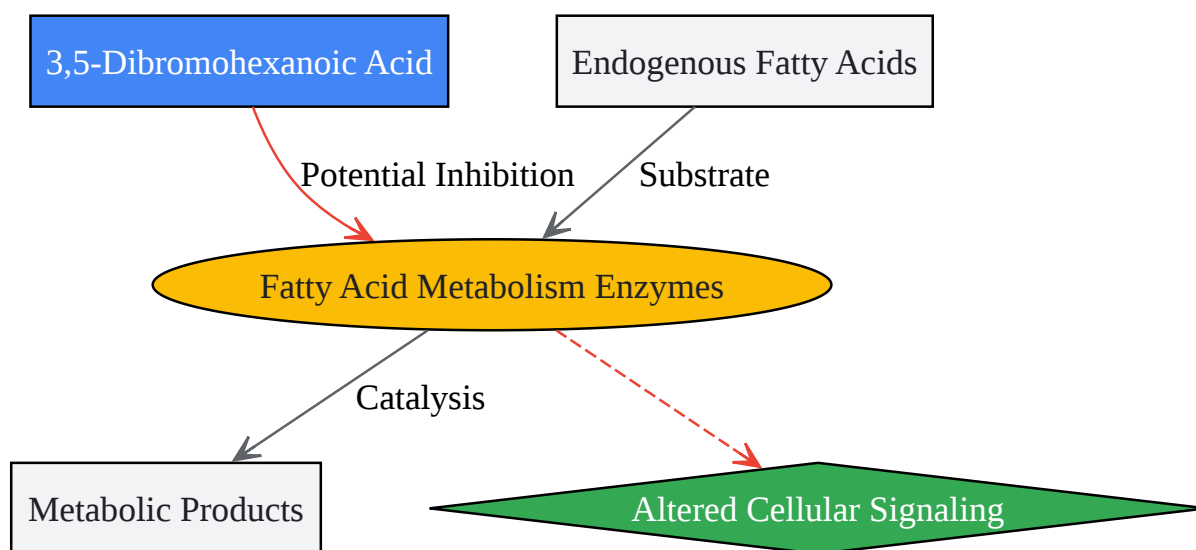 3,5-Dibromohexanoic Acid
Endogenous Fatty Acids
Potential Inhibition
Substrate
Fatty Acid Metabolism Enzymes
Catalysis
Metabolic Products
Altered Cellular Signaling